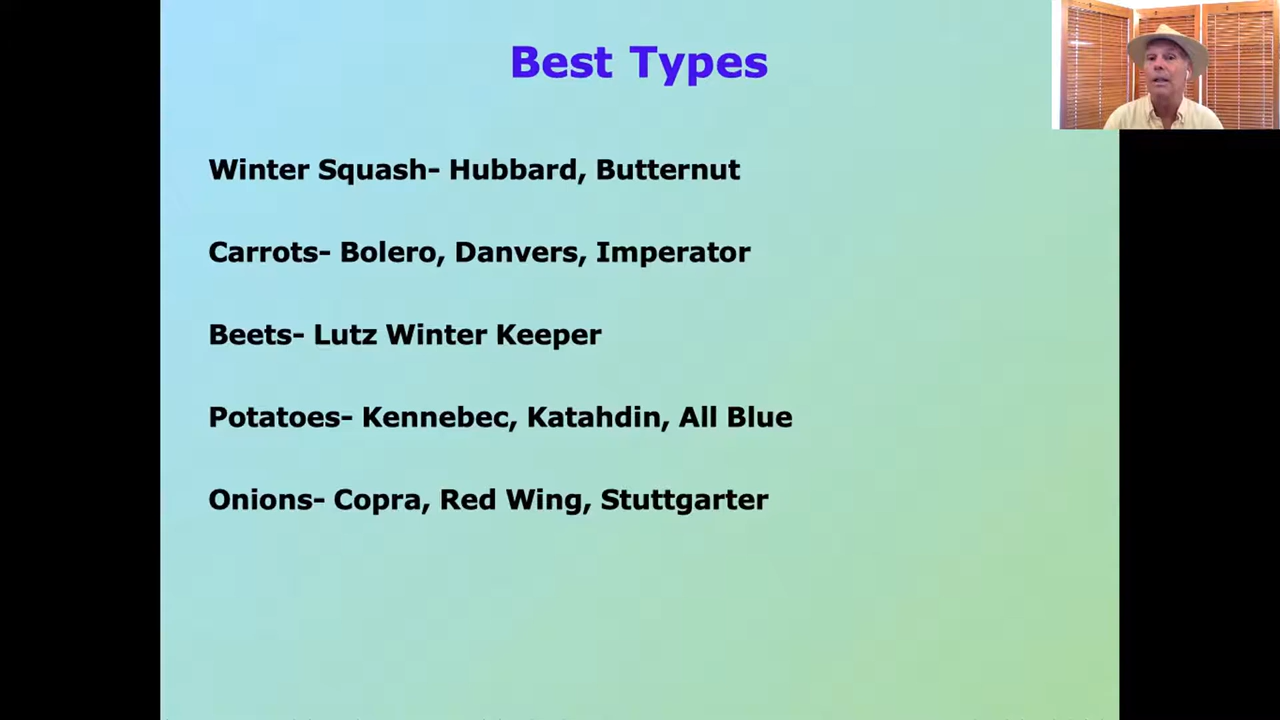 Best Types
Winter Squash- Hubbard, Butternut
Carrots- Bolero, Danvers, Imperator
Beets- Lutz Winter Keeper
Potatoes- Kennebec, Katahdin, All Blue
Onions- Copra, Red Wing, Stuttgarter